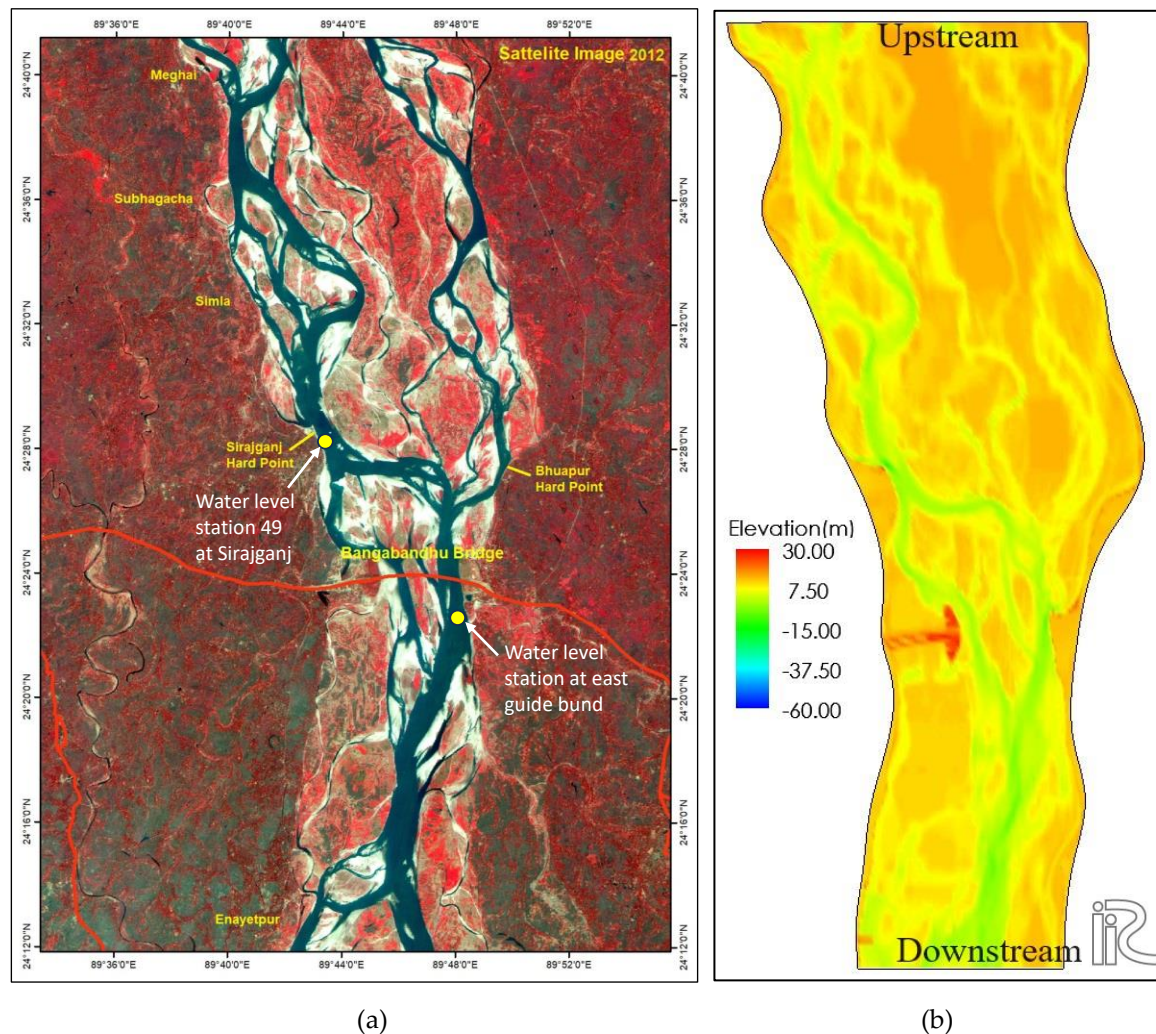 89°36'0"E 89°40'0"E 89°44'0"E 89°48'0"E 89°52'0"E
Sattelite Image 2012
24°40'0"N
24°40'0"N
Meghai
Subhagacha
24°36'0"N
24°36'0"N
Simla
24°32'0"N
24°32'0"N
Sirajganj
Hard Point
24°28'0"N
24°28'0"N
Bhuapur
Hard Point
Water level
station 49
at Sirajganj
Bangabandhu Bridge
24°24'0"N
24°24'0"N
Water level
station at east
guide bund
24°20'0"N
24°20'0"N
24°16'0"N
24°16'0"N
Enayetpur
24°12'0"N
24°12'0"N
89°36'0"E 89°40'0"E 89°44'0"E 89°48'0"E 89°52'0"E
(a)
Upstream
Elevation(m)
30.00
7.50
-15.00
-37.50
-60.00
Downstream
iRiC
(b)